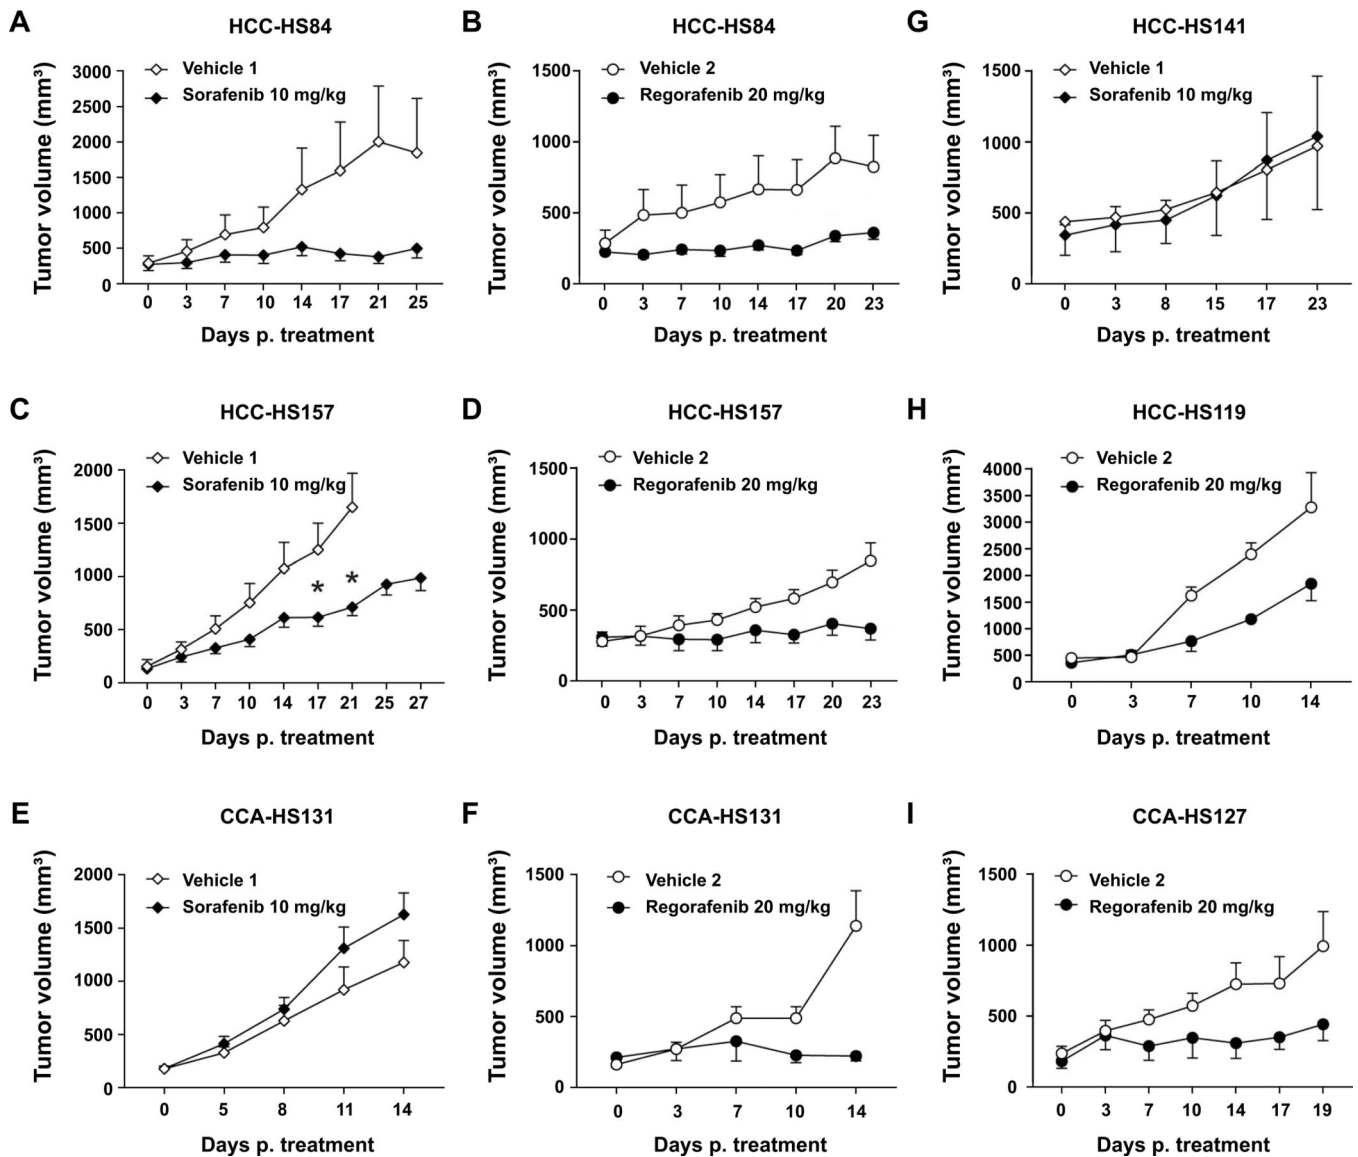 A
HCC-HS84
Vehicle 1
Sorafenib 10 mg/kg
Tumor volume (mm³)
3000
2500
2000
1500
1000
500
0
0 3 7 10 14 17 21 25
Days p. treatment
B
HCC-HS84
Vehicle 2
Regorafenib 20 mg/kg
Tumor volume (mm³)
1500
1000
500
0
0 3 7 10 14 17 20 23
Days p. treatment
G
HCC-HS141
Vehicle 1
Sorafenib 10 mg/kg
Tumor volume (mm³)
1500
1000
500
0
0 3 8 15 17 23
Days p. treatment
C
HCC-HS157
Vehicle 1
Sorafenib 10 mg/kg
Tumor volume (mm³)
2000
1500
1000
500
0
* *
0 3 7 10 14 17 21 25 27
Days p. treatment
D
HCC-HS157
Vehicle 2
Regorafenib 20 mg/kg
Tumor volume (mm³)
1500
1000
500
0
0 3 7 10 14 17 20 23
Days p. treatment
H
HCC-HS119
Vehicle 2
Regorafenib 20 mg/kg
Tumor volume (mm³)
4000
3500
3000
2500
2000
1500
1000
500
0
0 3 7 10 14
Days p. treatment
E
CCA-HS131
Vehicle 1
Sorafenib 10 mg/kg
Tumor volume (mm³)
2000
1500
1000
500
0
0 5 8 11 14
Days p. treatment
F
CCA-HS131
Vehicle 2
Regorafenib 20 mg/kg
Tumor volume (mm³)
1500
1000
500
0
0 3 7 10 14
Days p. treatment
I
CCA-HS127
Vehicle 2
Regorafenib 20 mg/kg
Tumor volume (mm³)
1500
1000
500
0
0 3 7 10 14 17 19
Days p. treatment